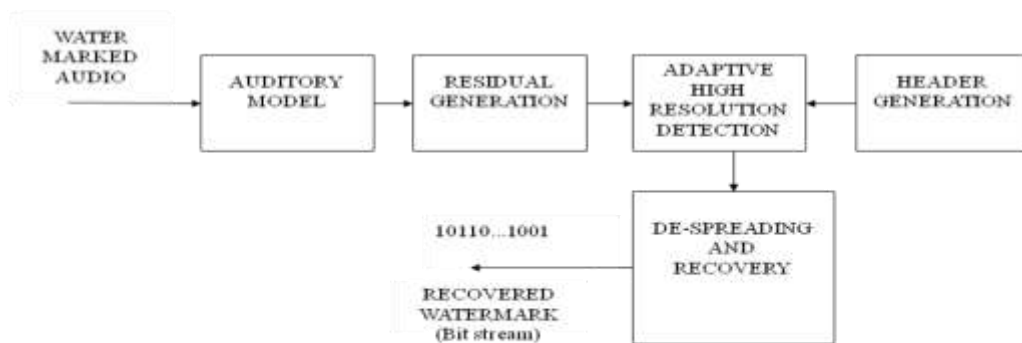 WATER
MARKED
AUDIO
AUDITORY
MODEL
RESIDUAL
GENERATION
ADAPTIVE
HIGH
RESOLUTION
DETECTION
HEADER
GENERATION
DE-SPREADING
AND
RECOVERY
10110...1001
RECOVERED
WATERMARK
(Bit stream)